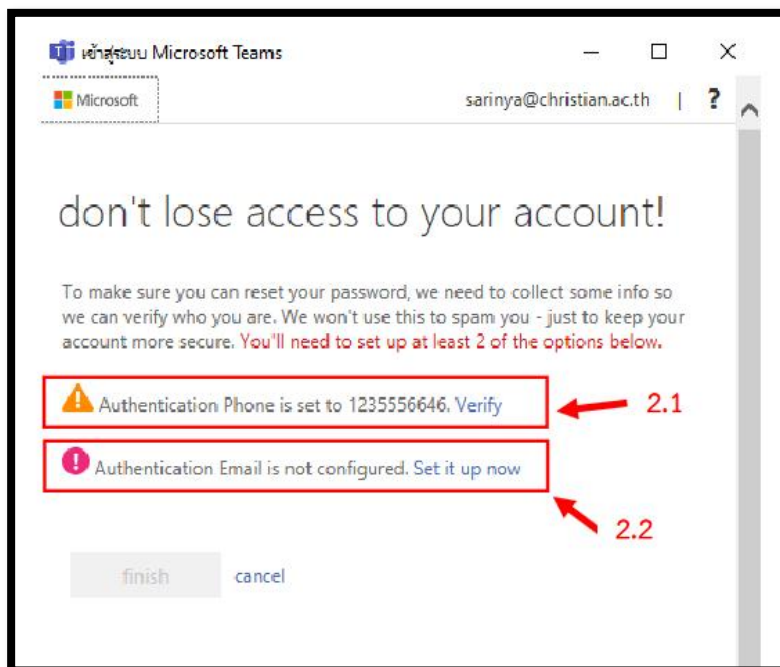 เข้าสู่ระบบ Microsoft Teams
Microsoft
sarinya@christian.ac.th | ?
don't lose access to your account!
To make sure you can reset your password, we need to collect some info so
we can verify who you are. We won't use this to spam you - just to keep your
account more secure. You'll need to set up at least 2 of the options below.
Authentication Phone is set to 1235556646. Verify
2.1
Authentication Email is not configured. Set it up now
2.2
finish cancel